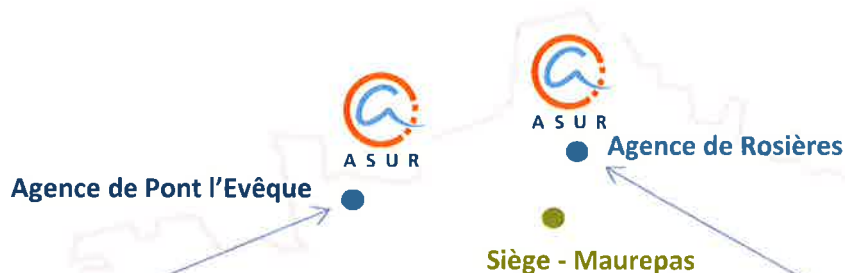 ASUR
ASUR
Agence de Rosières
Agence de Pont l'Evêque
Siège - Maurepas